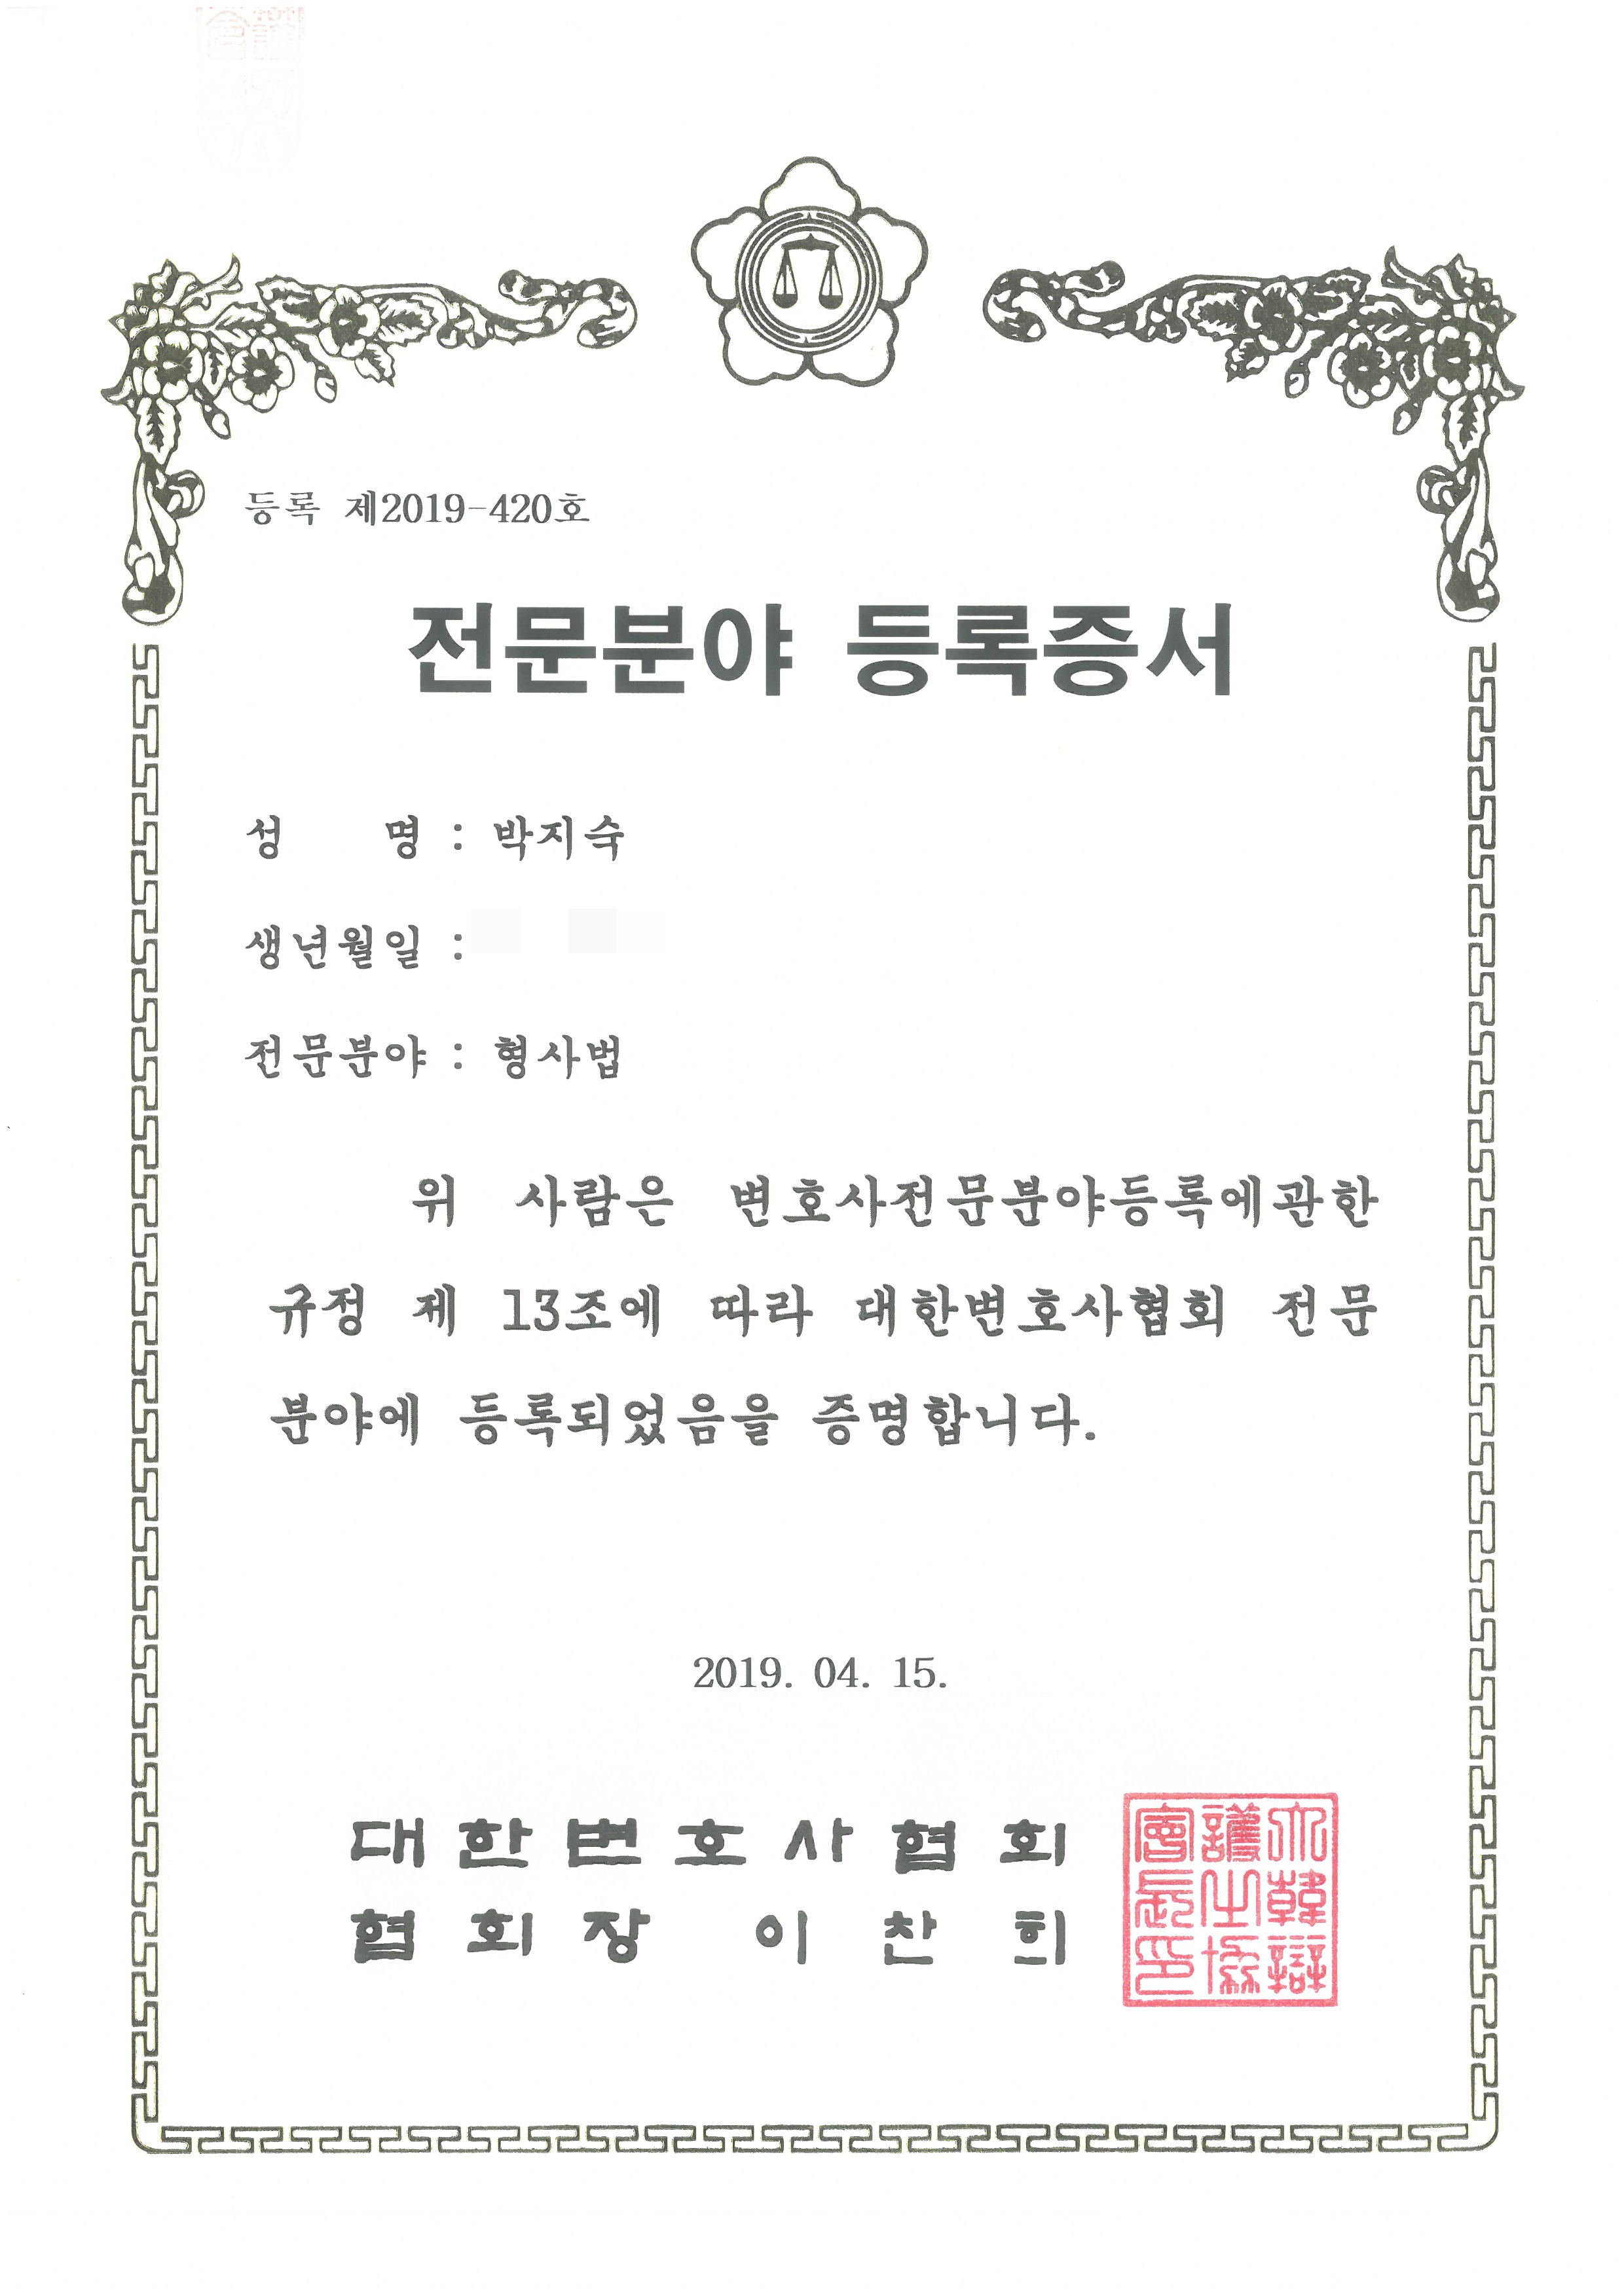 등록 제2019-420호
전문분야 등록증서
성 명 : 박지숙
생년월일 :
전문분야 : 형사법
위 사람은 변호사전문분야등록에관한
규정 제 13조에 따라 대한변호사협회 전문
분야에 등록되었음을 증명합니다.
2019. 04. 15.
대한변호사협회
협회장 이찬희
大韓辯
護士協
會長印